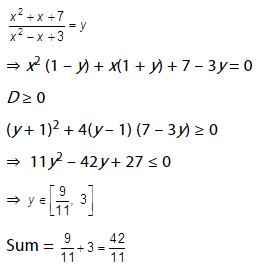 x² + x + 7 / x² − x + 3 = y
⇒ x² (1 − y) + x(1 + y) + 7 − 3y = 0
D ≥ 0
(y + 1)² + 4(y − 1) (7 − 3y) ≥ 0
⇒ 11y² − 42y + 27 ≤ 0
⇒ y ∈ [9/11, 3]
Sum = 9/11 + 3 = 42/11